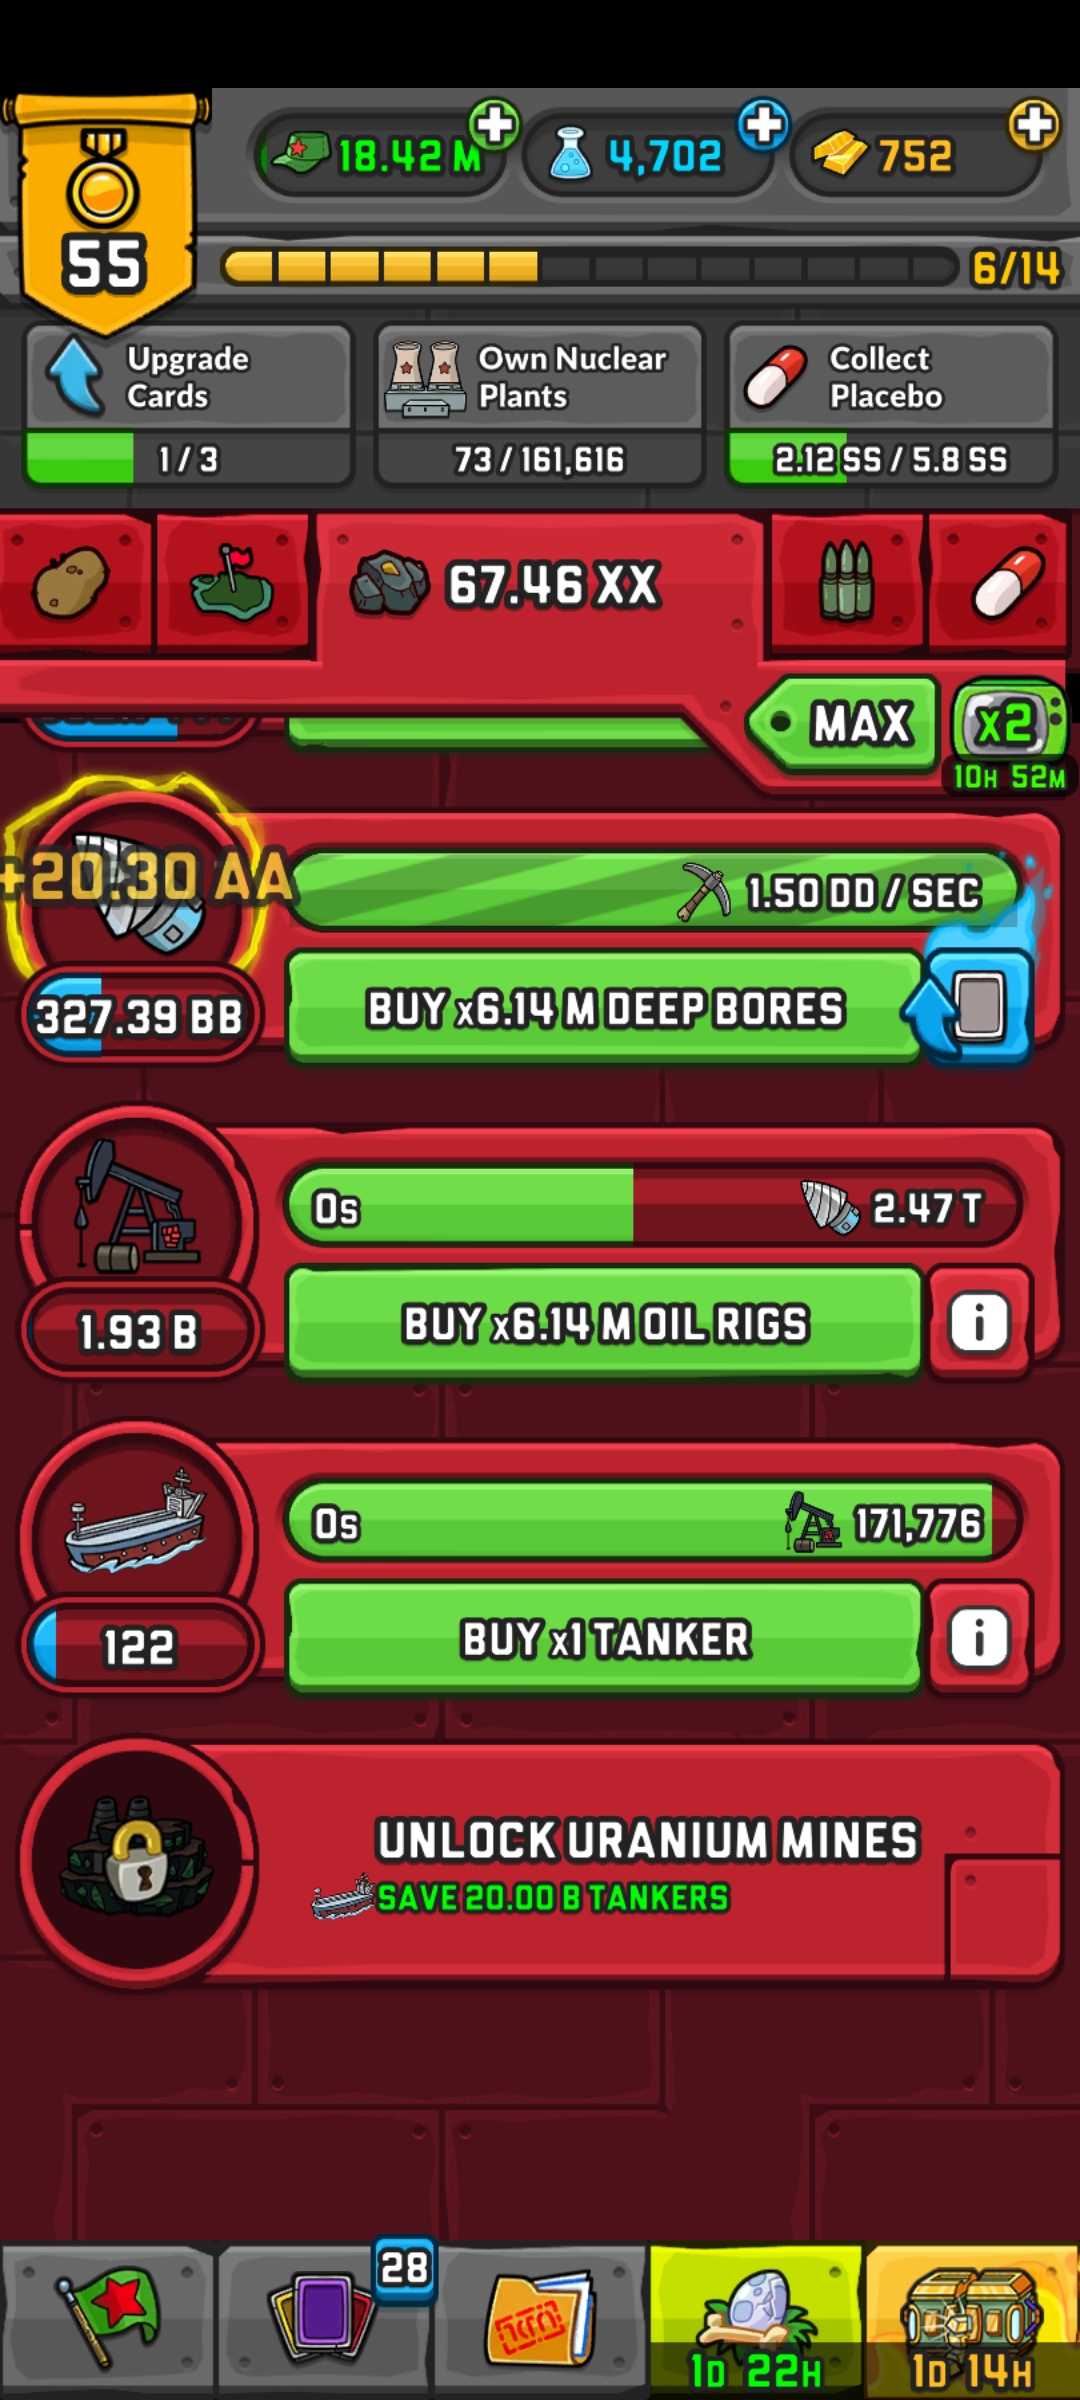 18.42 M
4,702
752
55
6/14
Upgrade
Cards
1 / 3
Own Nuclear
Plants
73 / 161,616
Collect
Placebo
2.12 SS / 5.8 SS
67.46 XX
MAX
x2
10H 52M
+20.30 AA
1.50 DD / SEC
327.39 BB
BUY x6.14 M DEEP BORES
0s
2.47 T
1.93 B
BUY x6.14 M OIL RIGS
i
0s
171,776
122
BUY x1 TANKER
i
UNLOCK URANIUM MINES
SAVE 20.00 B TANKERS
28
1D 22H
1D 14H